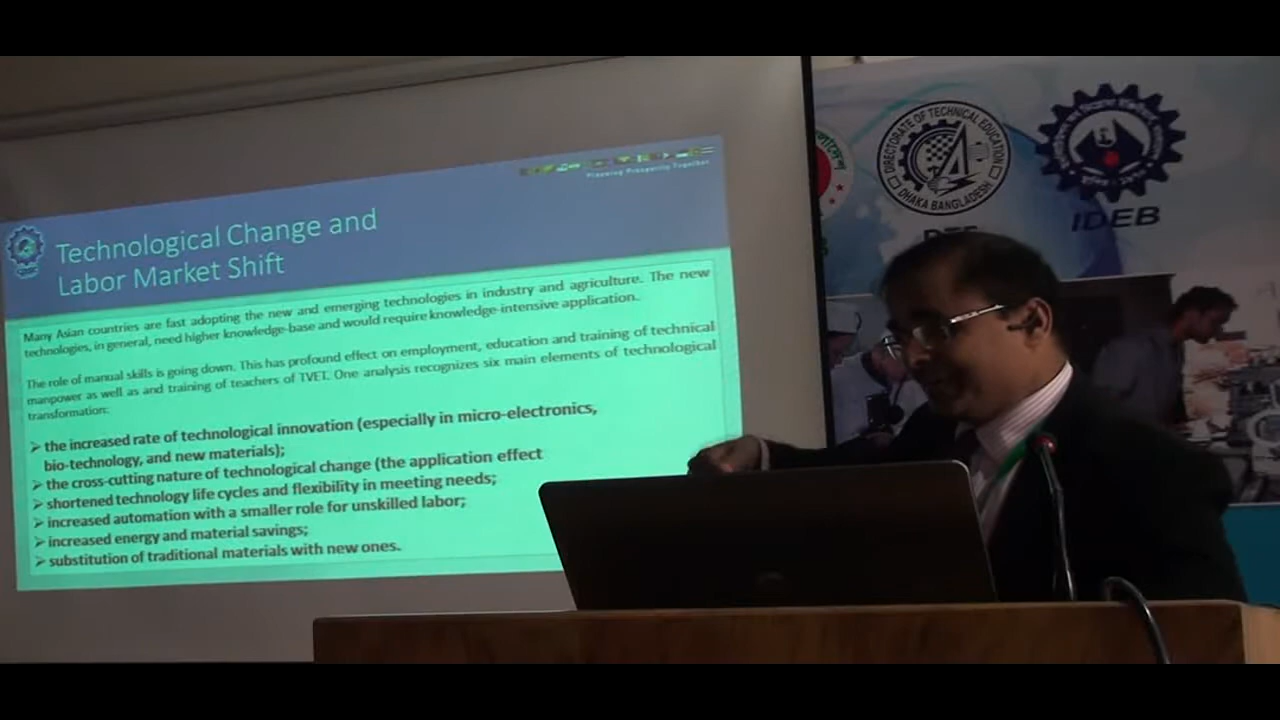 Planning Prosperity Together
Technological Change and
Labor Market Shift
Many Asian countries are fast adopting the new and emerging technologies in industry and agriculture. The new
technologies, in general, need higher knowledge-base and would require knowledge-intensive application.
The role of manual skills is going down. This has profound effect on employment, education and training of technical
manpower as well as and training of teachers of TVET. One analysis recognizes six main elements of technological
transformation:
➢ the increased rate of technological innovation (especially in micro-electronics,
bio-technology, and new materials);
➢ the cross-cutting nature of technological change (the application effect
➢ shortened technology life cycles and flexibility in meeting needs;
➢ increased automation with a smaller role for unskilled labor;
➢ increased energy and material savings;
➢ substitution of traditional materials with new ones.
DIRECTORATE OF TECHNICAL EDUCATION
DHAKA BANGLADESH
IDEB